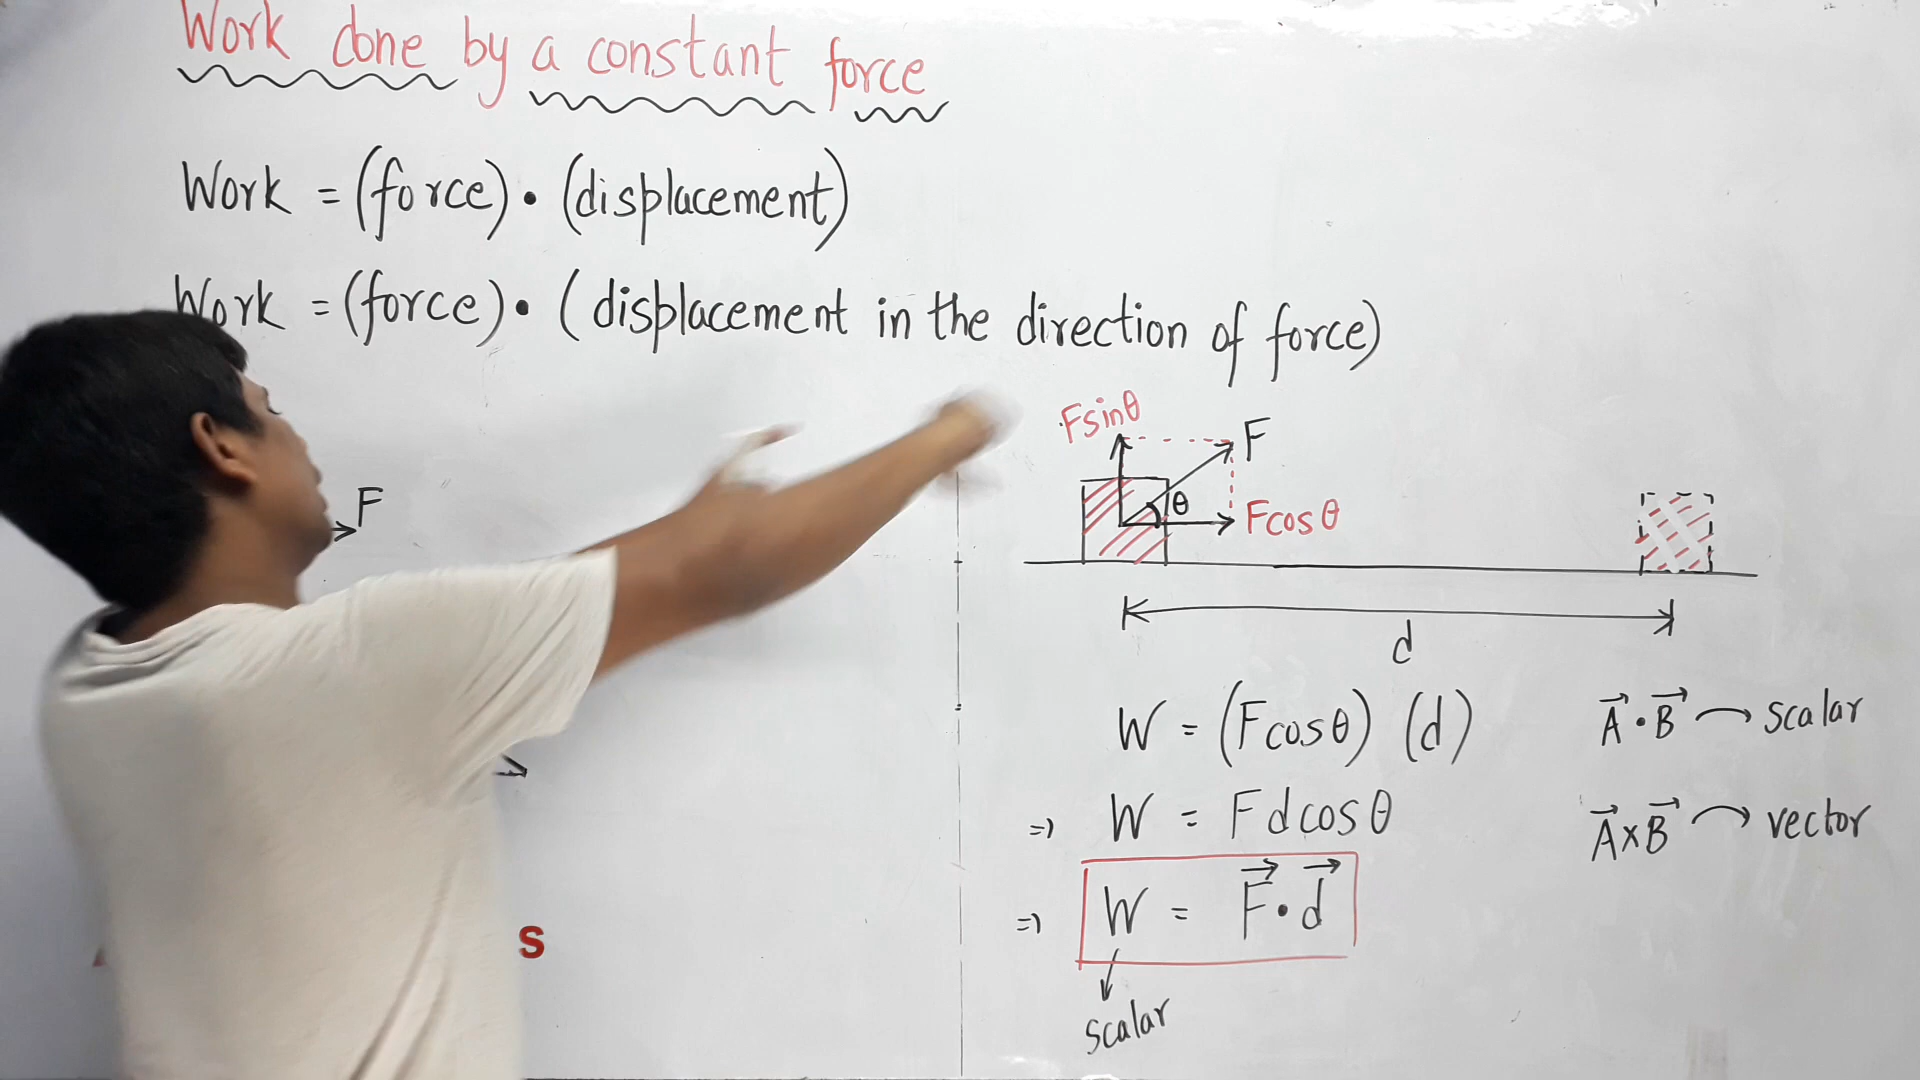 Work done by a constant force
Work = (force) • (displacement)
Work = (force) • (displacement in the direction of force)
F
Fsinθ
F
θ
Fcosθ
d
W = (Fcosθ) (d)
=) W = Fdcosθ
=) W = F⃗ • d⃗
scalar
A⃗ • B⃗ → scalar
A⃗ × B⃗ → vector
S